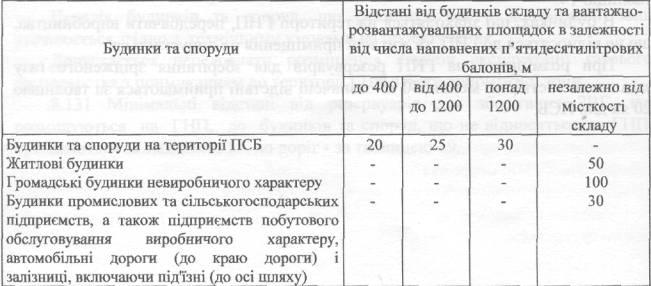 Будинки та споруди
Відстані від будинків складу та вантажно-
розвантажувальних площадок в залежності
від числа наповнених п’ятдесятилітрових
балонів, м
до 400 від 400 до 1200 понад 1200 незалежно від місткості складу
Будинки та споруди на території ПСБ 20 25 30 -
Житлові будинки - - - 50
Громадські будинки невиробничого характеру - - - 100
Будинки промислових та сільськогосподарських - - - 30
підприємств, а також підприємств побутового
обслуговування виробничого характеру,
автомобільні дороги (до краю дороги) і
залізниці, включаючи під'їзні (до осі шляху)